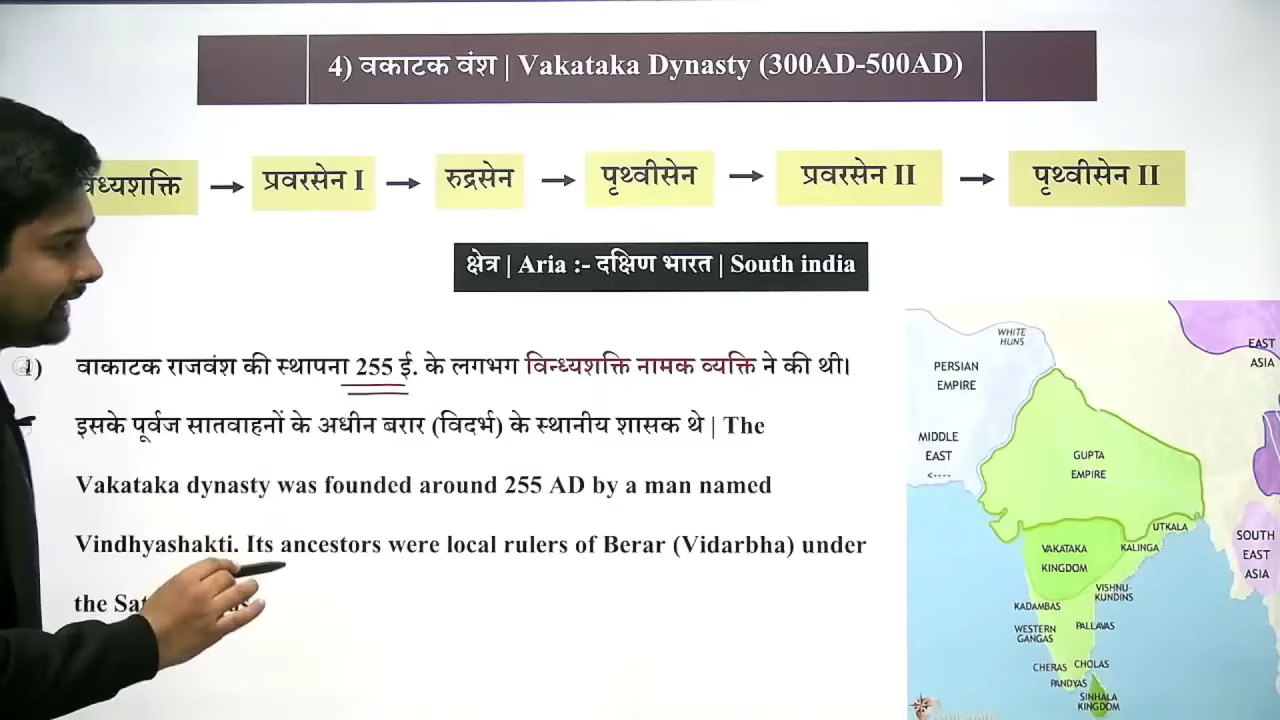 4) वकाटक वंश | Vakataka Dynasty (300AD-500AD)
प्रवरसेन I
रुद्रसेन
पृथ्वीसेन
प्रवरसेन II
पृथ्वीसेन II
क्षेत्र | Aria :- दक्षिण भारत | South india
1) वाकाटक राजवंश की स्थापना 255 ई. के लगभग विन्ध्यशक्ति नामक व्यक्ति ने की थी।
इसके पूर्वज सातवाहनों के अधीन बरार (विदर्भ) के स्थानीय शासक थे | The
Vakataka dynasty was founded around 255 AD by a man named
Vindhyashakti. Its ancestors were local rulers of Berar (Vidarbha) under
the
WHITE
HUNS
PERSIAN
EMPIRE
EAST
ASIA
MIDDLE
EAST
<----
GUPTA
EMPIRE
UTKALA
KALINGA
VAKATAKA
KINGDOM
SOUTH
EAST
ASIA
VISHNU-
KUNDINS
KADAMBAS
WESTERN
GANGAS
PALLAVAS
CHERAS
CHOLAS
PANDYAS
SINHALA
KINGDOM